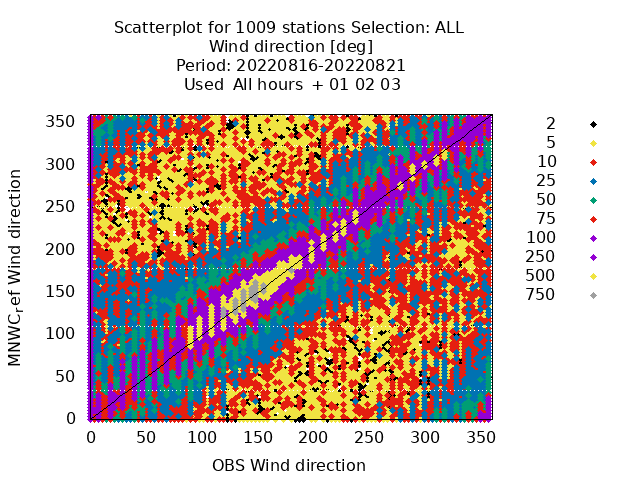 Scatterplot for 1009 stations Selection: ALL
Wind direction [deg]
Period: 20220816-20220821
Used  All hours  + 01 02 03
MNWC_ref Wind direction
350
300
250
200
150
100
50
0
0 50 100 150 200 250 300 350
OBS Wind direction
2
5
10
25
50
75
100
250
500
750